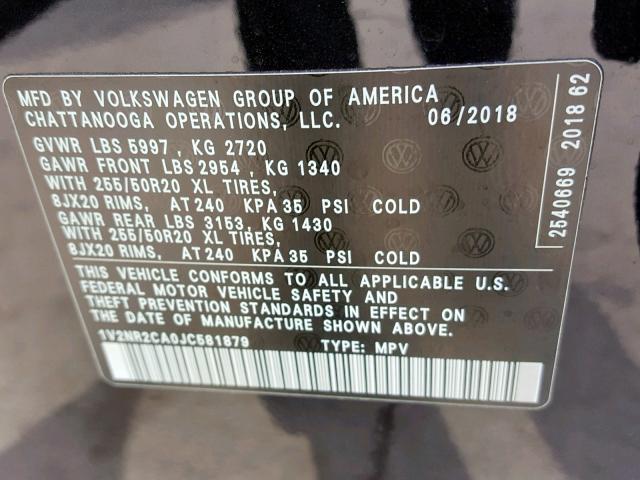 MFD BY VOLKSWAGEN GROUP OF AMERICA
CHATTANOOGA OPERATIONS, LLC. 06/2018
GVWR LBS 5997, KG 2720
GAWR FRONT LBS 2954, KG 1340
WITH 255/50R20 XL TIRES,
8JX20 RIMS, AT 240 KPA 35 PSI COLD
GAWR REAR LBS 3153, KG 1430
WITH 255/50R20 XL TIRES,
8JX20 RIMS, AT 240 KPA 35 PSI COLD
THIS VEHICLE CONFORMS TO ALL APPLICABLE U.S.
FEDERAL MOTOR VEHICLE SAFETY AND
THEFT PREVENTION STANDARDS IN EFFECT ON
THE DATE OF MANUFACTURE SHOWN ABOVE.
1V2NR2CA0JC581879 TYPE: MPV
2540669 2018 62